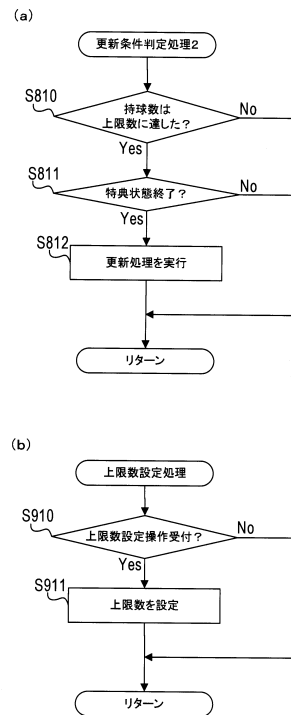 (a)
更新条件判定処理2
S810
持球数は
上限数に達した?
No
Yes
S811
特典状態終了?
No
Yes
S812
更新処理を実行
リターン
(b)
上限数設定処理
S910
上限数設定操作受付?
No
Yes
S911
上限数を設定
リターン